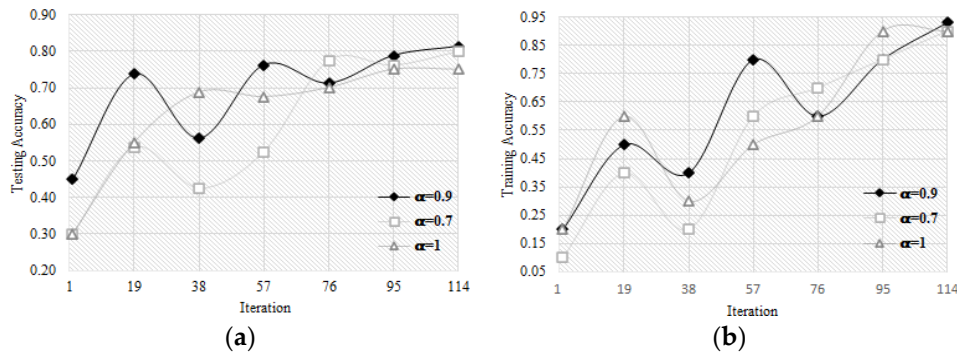 0.90
0.80
0.70
0.60
0.50
0.40
0.30
0.20
Testing Accuracy
1 19 38 57 76 95 114
Iteration
α=0.9
α=0.7
α=1
(a)
0.95
0.85
0.75
0.65
0.55
0.45
0.35
0.25
0.15
0.05
Training Accuracy
1 19 38 57 76 95 114
Iteration
α=0.9
α=0.7
α=1
(b)